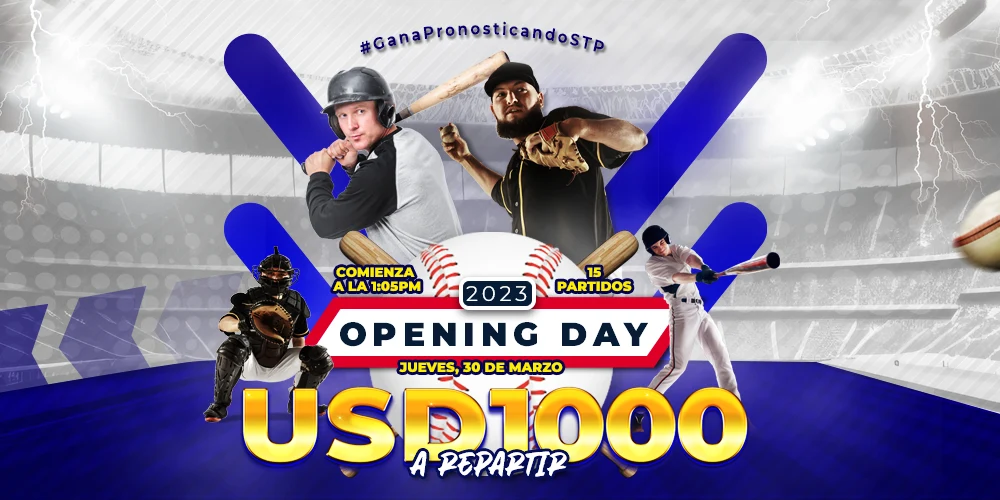 #GanaPronosticandoSTP
COMIENZA
A LA 1:05PM
15
PARTIDOS
2023
OPENING DAY
JUEVES, 30 DE MARZO
USD1000
A REPARTIR